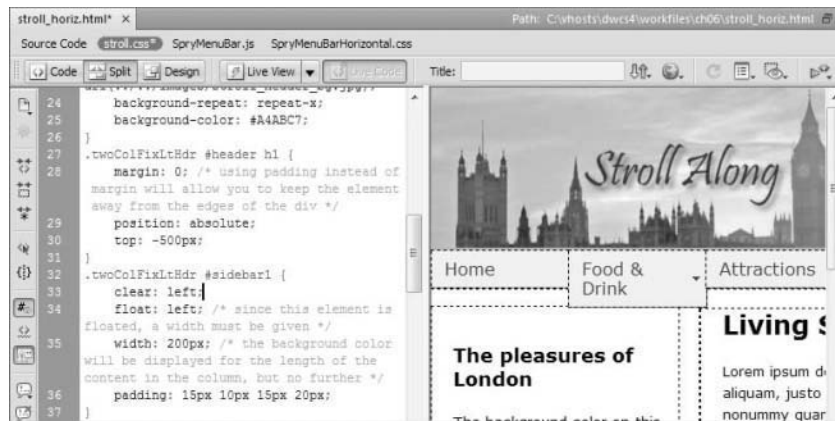 stroll_horiz.html* ×
Path: C:\vhosts\dwcs4\workfiles\ch06\stroll_horiz.html
Source Code stroll.css* SpryMenuBar.js SpryMenuBarHorizontal.css
Code Split Design Live View Live Code Title:
24 background-repeat: repeat-x;
25 background-color: #A4ABC7;
26 }
27 .twoColFixLtHdr #header h1 {
28 margin: 0; /* using padding instead of
margin will allow you to keep the element
away from the edges of the div */
29 position: absolute;
30 top: -500px;
31 }
32 .twoColFixLtHdr #sidebar1 {
33 clear: left;
34 float: left; /* since this element is
floated, a width must be given */
35 width: 200px; /* the background color
will be displayed for the length of the
content in the column, but no further */
36 padding: 15px 10px 15px 20px;
37 }
Stroll Along
Home
Food &
Drink
Attractions
The pleasures of
London
The background color on this
Living
Lorem ipsum
aliquam, justo
nonummy